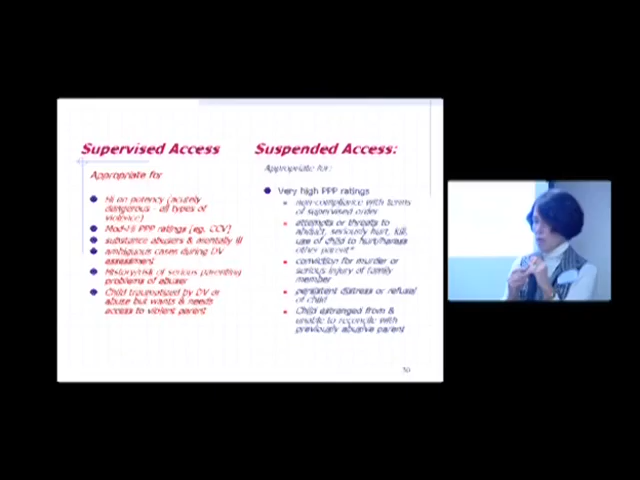 Supervised Access
Appropriate for
Hi on potency (acutely
dangerous - all types of
violence)
Mod-Hi PPP ratings [eg. CCV]
substance abusers & mentally ill
ambiguous cases during DV
assessment
History/risk of serious parenting
problems of abuser
Child traumatized by DV or
abuse but wants & needs
access to violent parent
Suspended Access:
Appropriate for:
Very high PPP ratings
non-compliance with terms
of supervised order
attempts or threats to
abduct, seriously hurt, kill,
use of child to hurt/harass
other parent*
conviction for murder or
serious injury of family
member
persistent distress or refusal
of child
Child estranged from &
unable to reconcile with
previously abusive parent
50